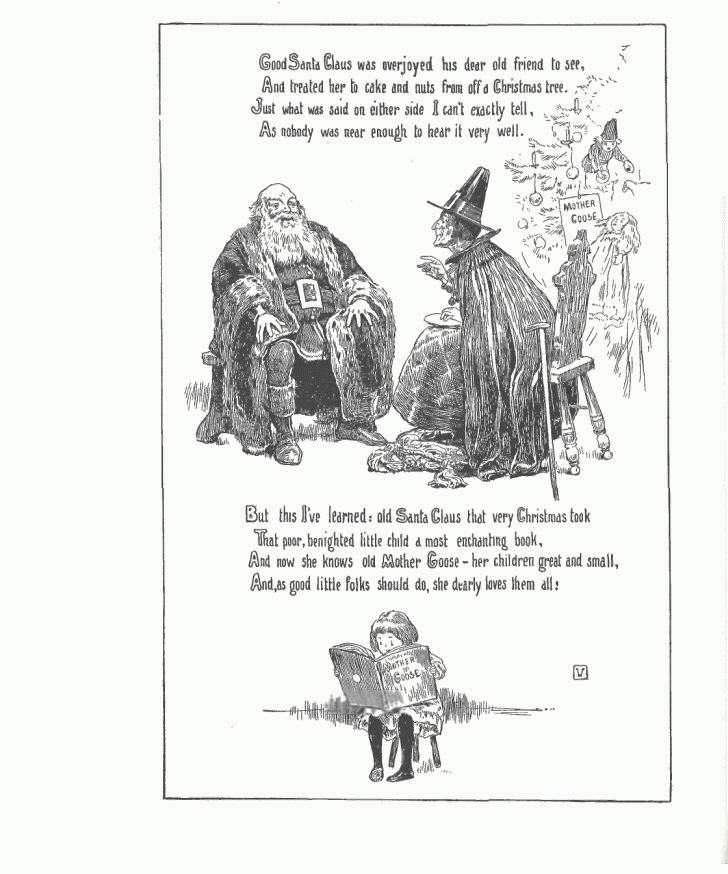 Good Santa Claus was overjoyed his dear old friend to see,
And treated her to cake and nuts from off a Christmas tree.
Just what was said on either side I can't exactly tell,
As nobody was near enough to hear it very well.
MOTHER
GOOSE
But this I've learned: old Santa Claus that very Christmas took
That poor, benighted little child a most enchanting book,
And now she knows old Mother Goose - her children great and small,
And, as good little folks should do, she dearly loves them all!
MOTHER
GOOSE